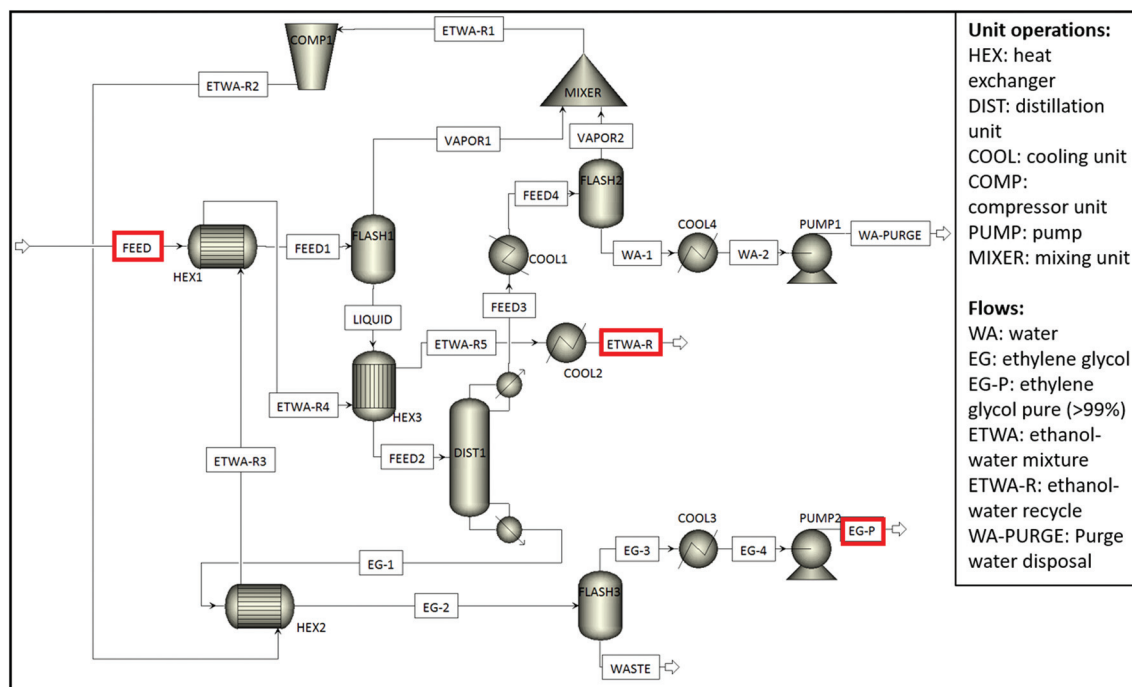 ETWA-R1
COMP1
ETWA-R2
MIXER
VAPOR1
VAPOR2
FLASH2
FEED4
FLASH1
FEED
FEED1
HEX1
COOL1
COOL4
PUMP1
WA-PURGE
WA-1
WA-2
FEED3
LIQUID
ETWA-R5
ETWA-R
COOL2
ETWA-R4
HEX3
ETWA-R3
FEED2
DIST1
COOL3
PUMP2
EG-P
EG-3
EG-4
EG-1
FLASH3
EG-2
HEX2
WASTE
Unit operations:
HEX: heat
exchanger
DIST: distillation
unit
COOL: cooling unit
COMP:
compressor unit
PUMP: pump
MIXER: mixing unit
Flows:
WA: water
EG: ethylene glycol
EG-P: ethylene
glycol pure (>99%)
ETWA: ethanol-
water mixture
ETWA-R: ethanol-
water recycle
WA-PURGE: Purge
water disposal